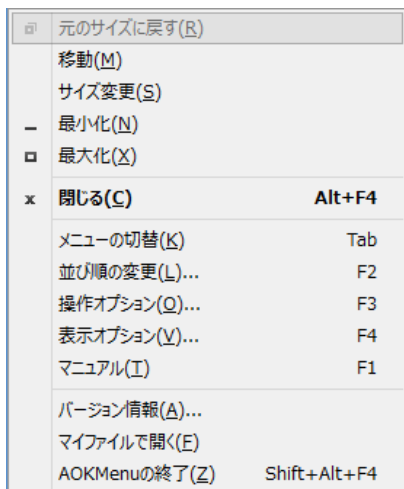 元のサイズに戻す(R)
移動(M)
サイズ変更(S)
最小化(N)
最大化(X)
閉じる(C) Alt+F4
メニューの切替(K) Tab
並び順の変更(L)... F2
操作オプション(O)... F3
表示オプション(V)... F4
マニュアル(T) F1
バージョン情報(A)...
マイファイルで開く(F)
AOKMenuの終了(Z) Shift+Alt+F4